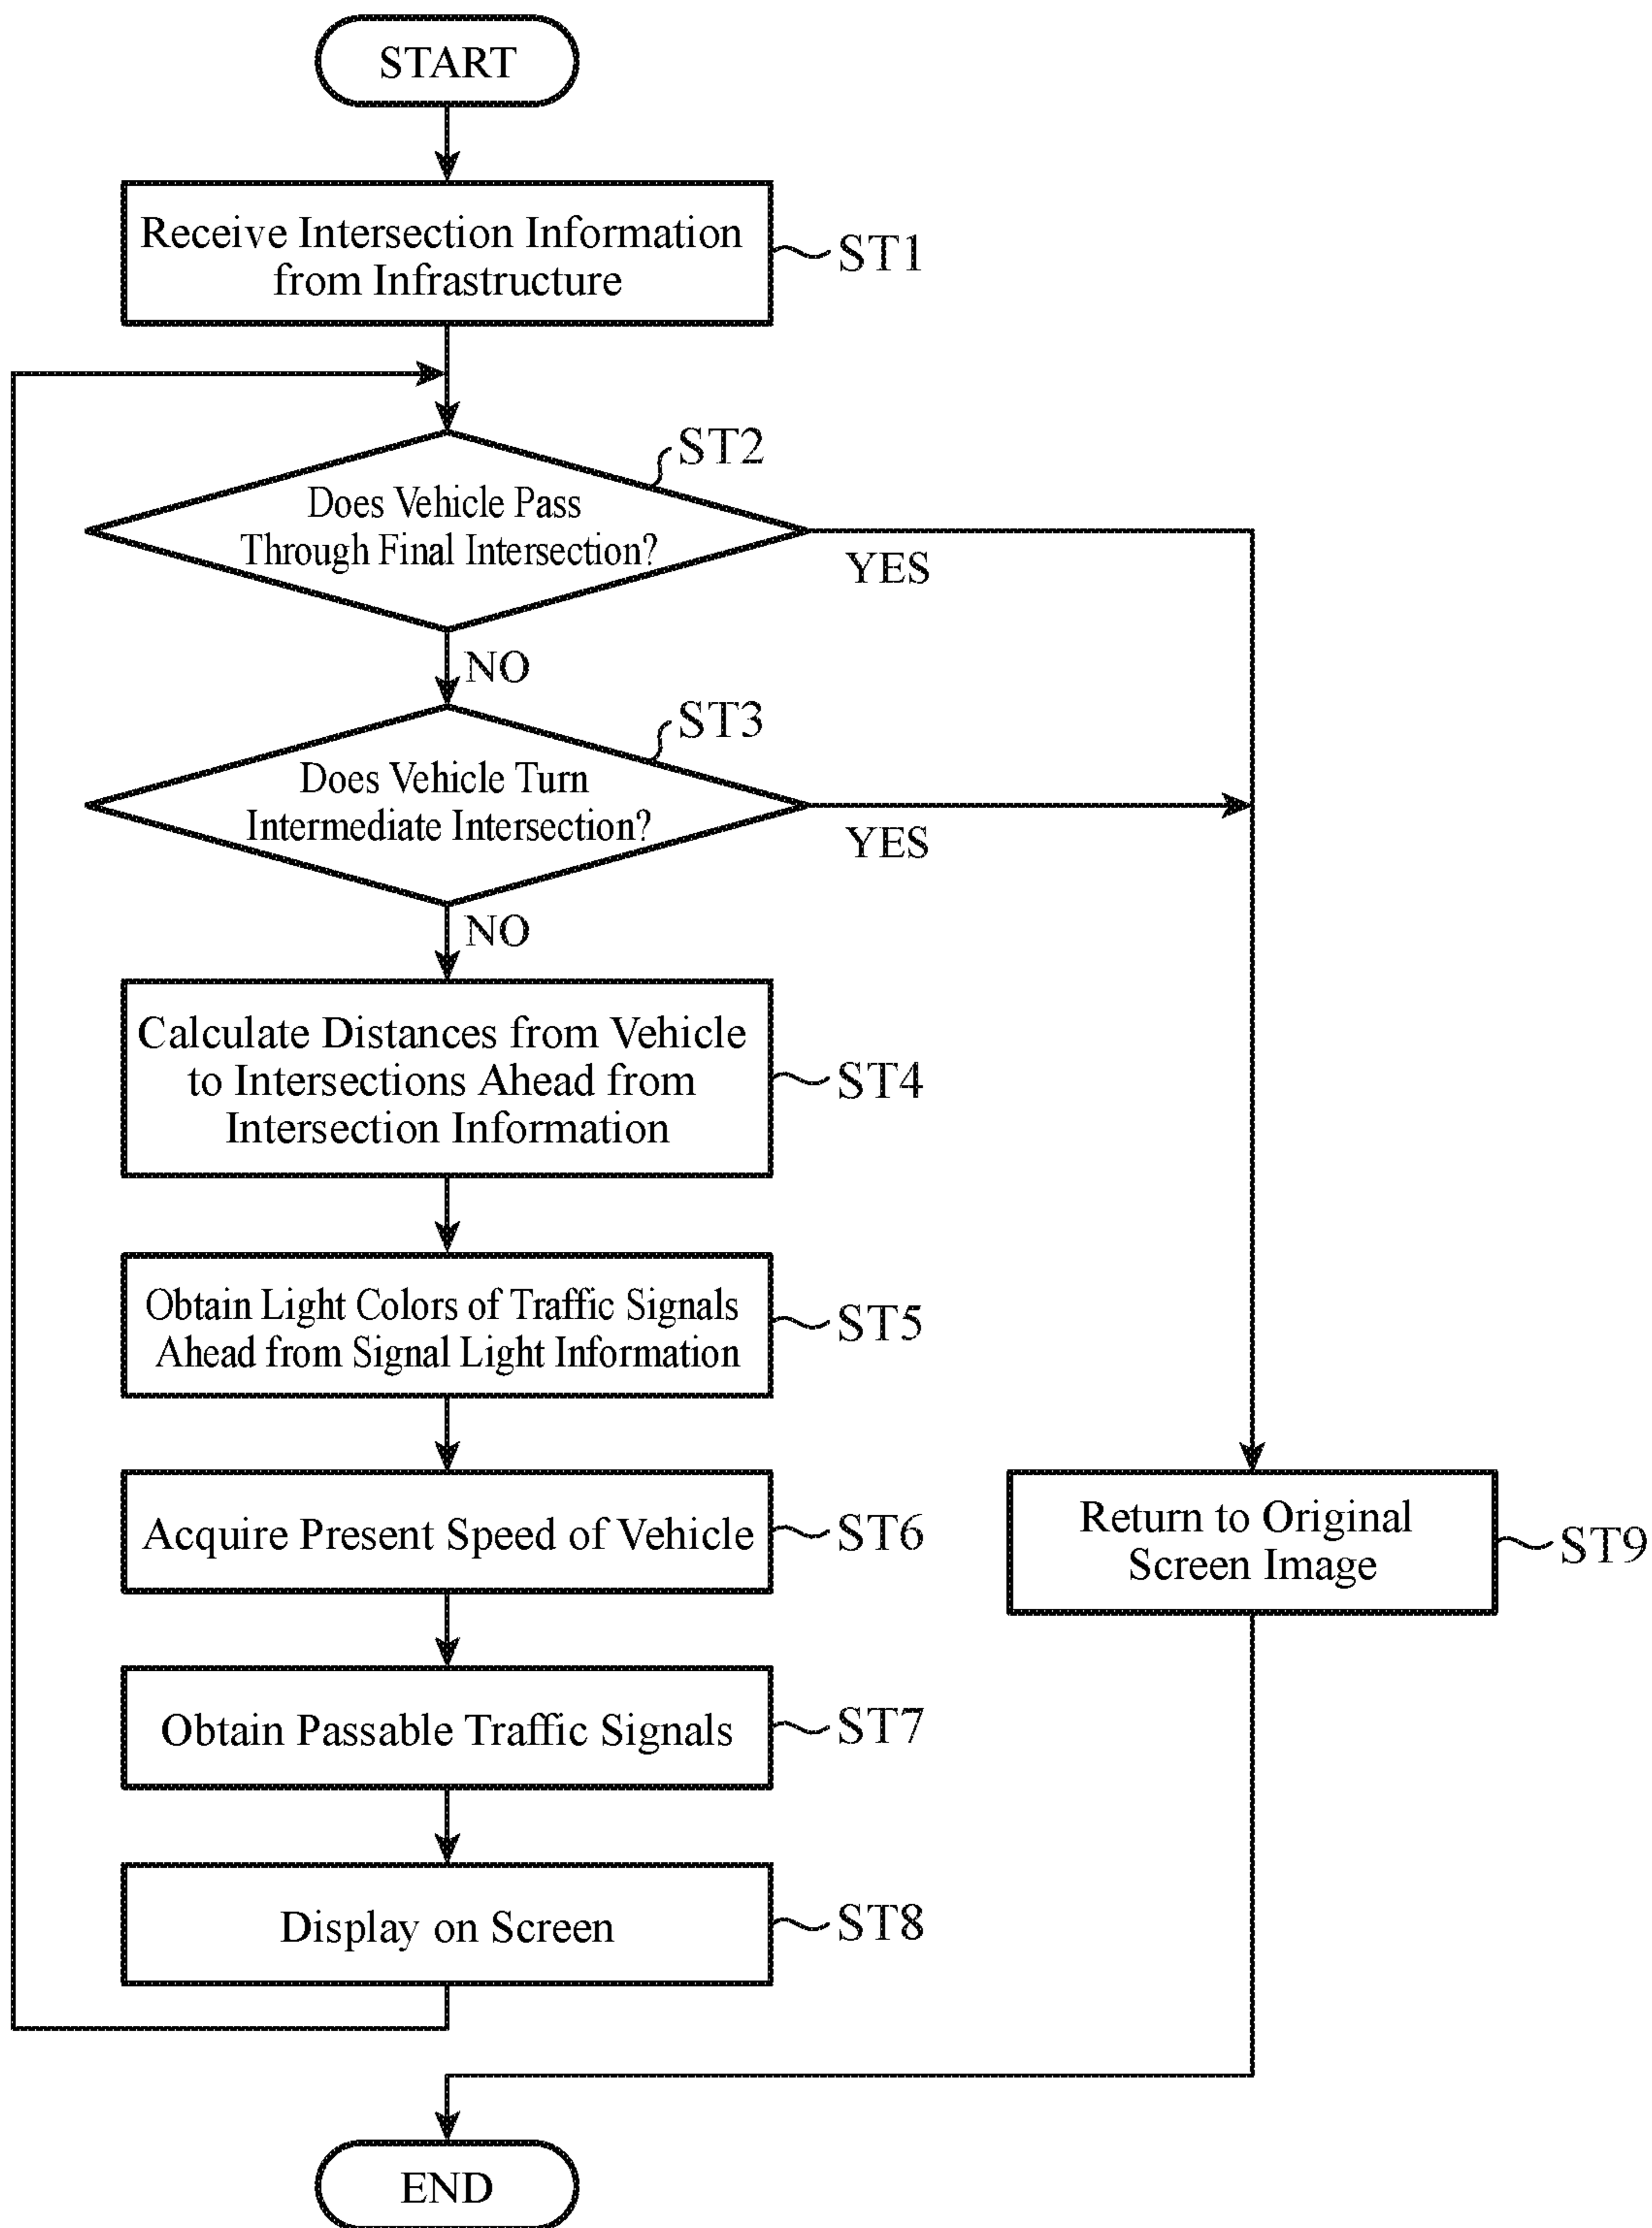 START
Receive Intersection Information
from Infrastructure
ST1
ST2
Does Vehicle Pass
Through Final Intersection?
YES
NO
ST3
Does Vehicle Turn
Intermediate Intersection?
YES
NO
Calculate Distances from Vehicle
to Intersections Ahead from
Intersection Information
ST4
Obtain Light Colors of Traffic Signals
Ahead from Signal Light Information
ST5
Acquire Present Speed of Vehicle
ST6
Return to Original
Screen Image
ST9
Obtain Passable Traffic Signals
ST7
Display on Screen
ST8
END